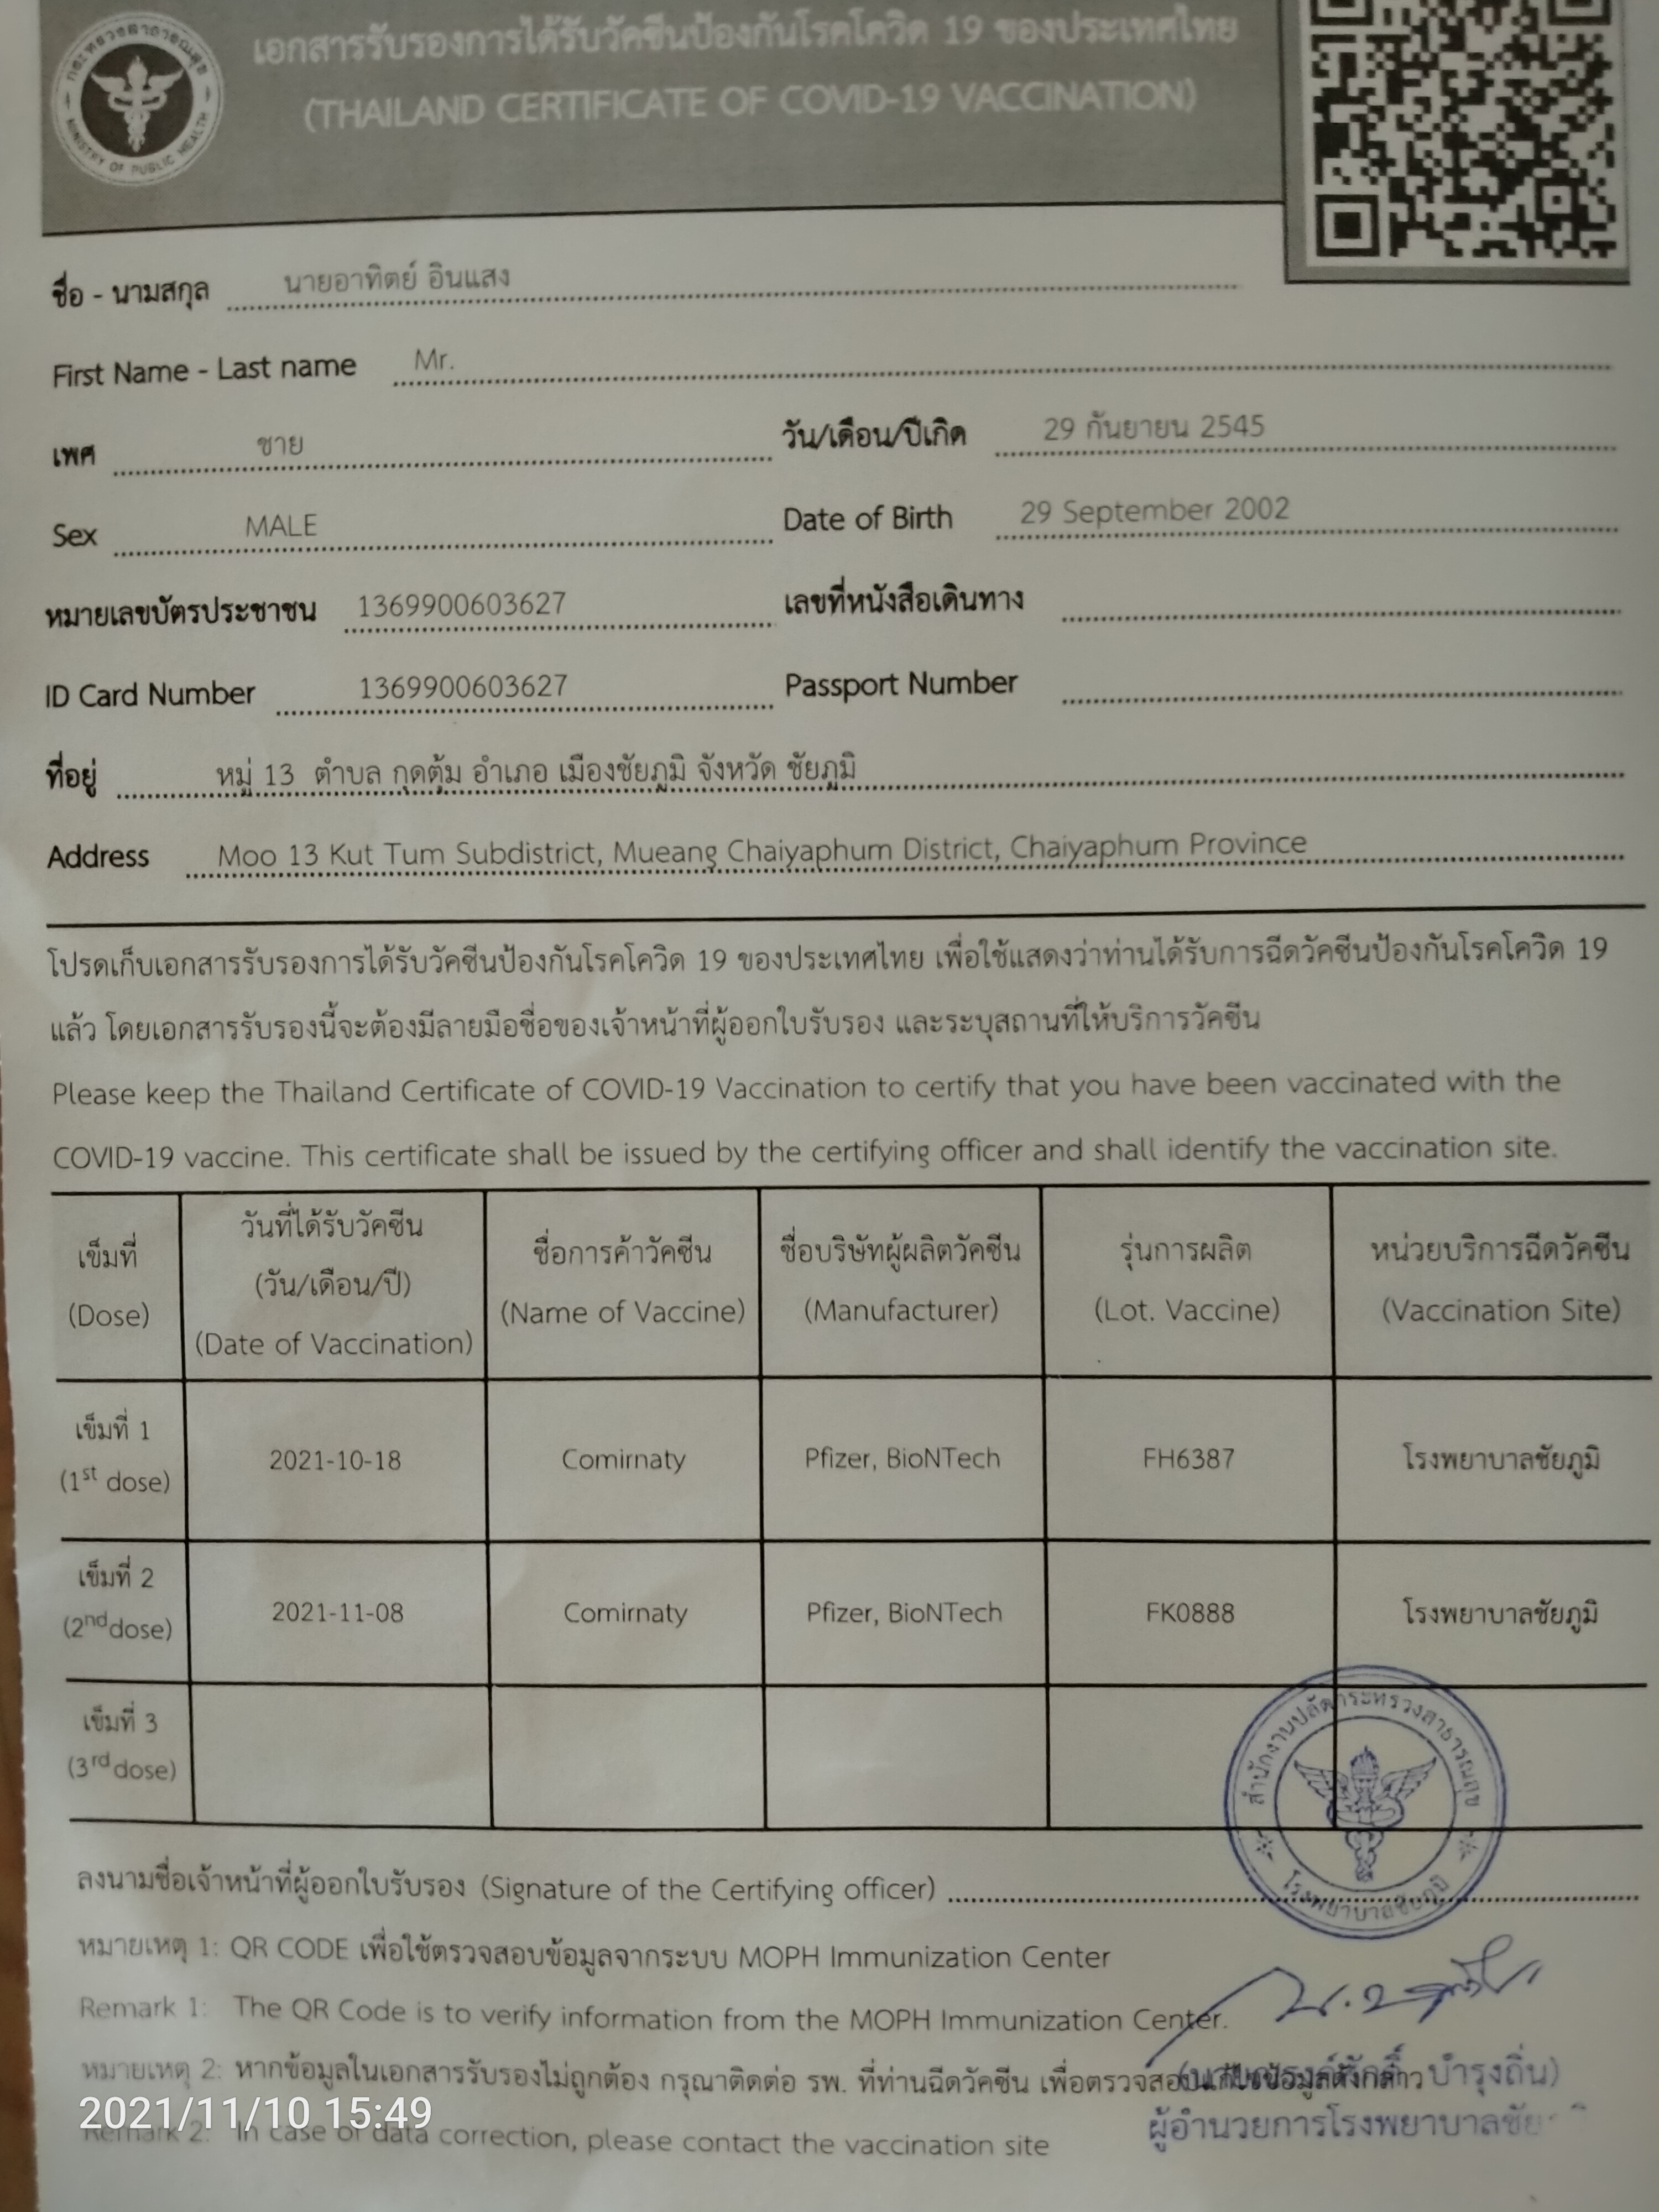 กระทรวงสาธารณสุข
MINISTRY OF PUBLIC HEALTH
เอกสารรับรองการได้รับวัคซีนป้องกันโรคโควิด 19 ของประเทศไทย
(THAILAND CERTIFICATE OF COVID-19 VACCINATION)
ชื่อ - นามสกุล นายอาทิตย์ อินแสง
First Name - Last name Mr.
เพศ ชาย วัน/เดือน/ปีเกิด 29 กันยายน 2545
Sex MALE Date of Birth 29 September 2002
หมายเลขบัตรประชาชน 1369900603627 เลขที่หนังสือเดินทาง
ID Card Number 1369900603627 Passport Number
ที่อยู่ หมู่ 13 ตำบล กุดตุ้ม อำเภอ เมืองชัยภูมิ จังหวัด ชัยภูมิ
Address Moo 13 Kut Tum Subdistrict, Mueang Chaiyaphum District, Chaiyaphum Province
โปรดเก็บเอกสารรับรองการได้รับวัคซีนป้องกันโรคโควิด 19 ของประเทศไทย เพื่อใช้แสดงว่าท่านได้รับการฉีดวัคซีนป้องกันโรคโควิด 19
แล้ว โดยเอกสารรับรองนี้จะต้องมีลายมือชื่อของเจ้าหน้าที่ผู้ออกใบรับรอง และระบุสถานที่ให้บริการวัคซีน
Please keep the Thailand Certificate of COVID-19 Vaccination to certify that you have been vaccinated with the
COVID-19 vaccine. This certificate shall be issued by the certifying officer and shall identify the vaccination site.
เข็มที่
(Dose)
วันที่ได้รับวัคซีน
(วัน/เดือน/ปี)
(Date of Vaccination)
ชื่อการค้าวัคซีน
(Name of Vaccine)
ชื่อบริษัทผู้ผลิตวัคซีน
(Manufacturer)
รุ่นการผลิต
(Lot. Vaccine)
หน่วยบริการฉีดวัคซีน
(Vaccination Site)
เข็มที่ 1
(1st dose) 2021-10-18 Comirnaty Pfizer, BioNTech FH6387 โรงพยาบาลชัยภูมิ
เข็มที่ 2
(2nd dose) 2021-11-08 Comirnaty Pfizer, BioNTech FK0888 โรงพยาบาลชัยภูมิ
เข็มที่ 3
(3rd dose)
สำนักงานปลัดกระทรวงสาธารณสุข
โรงพยาบาลชัยภูมิ
ลงนามชื่อเจ้าหน้าที่ผู้ออกใบรับรอง (Signature of the Certifying officer)
หมายเหตุ 1: QR CODE เพื่อใช้ตรวจสอบข้อมูลจากระบบ MOPH Immunization Center
Remark 1: The QR Code is to verify information from the MOPH Immunization Center.
หมายเหตุ 2: หากข้อมูลในเอกสารรับรองไม่ถูกต้อง กรุณาติดต่อ รพ. ที่ท่านฉีดวัคซีน เพื่อตรวจสอบแก้ไขข้อมูลดังกล่าว
บำรุงถิ่น)
Remark 2: In case of data correction, please contact the vaccination site
ผู้อำนวยการโรงพยาบาล
2021/11/10 15:49